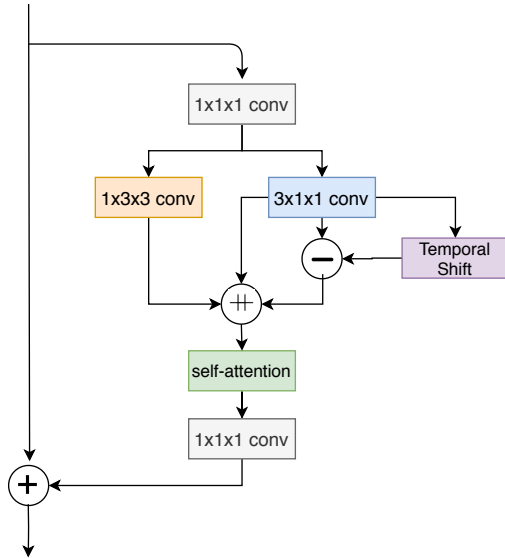 1x1x1 conv
1x3x3 conv
3x1x1 conv
−
Temporal
Shift
++
self-attention
1x1x1 conv
+